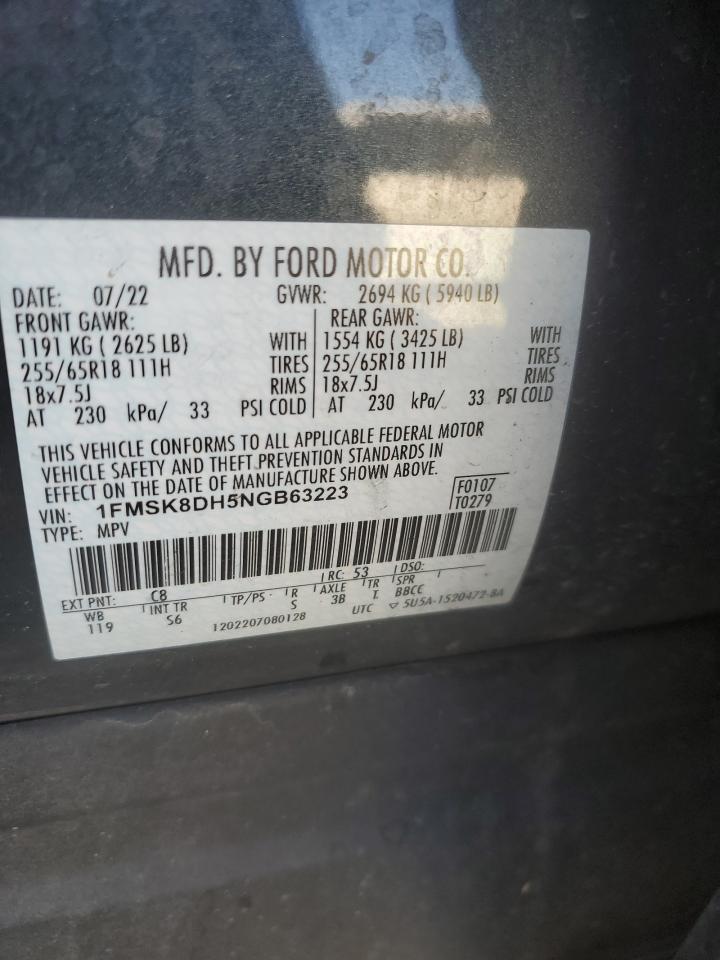 MFD. BY FORD MOTOR CO.
DATE: 07/22 GVWR: 2694 KG ( 5940 LB)
FRONT GAWR: REAR GAWR:
1191 KG ( 2625 LB) WITH 1554 KG ( 3425 LB) WITH
255/65R18 111H TIRES 255/65R18 111H TIRES
18x7.5J RIMS 18x7.5J RIMS
AT 230 kPa/ 33 PSI COLD AT 230 kPa/ 33 PSI COLD
THIS VEHICLE CONFORMS TO ALL APPLICABLE FEDERAL MOTOR
VEHICLE SAFETY AND THEFT PREVENTION STANDARDS IN
EFFECT ON THE DATE OF MANUFACTURE SHOWN ABOVE.
VIN: 1FMSK8DH5NGB63223 F0107
TYPE: MPV T0279
EXT PNT: C8 RC: 53 DSO:
WB INT TR TP/PS R AXLE TR SPR
119 S6 S 3B T. BBCC
1202207080128 UTC ▽ 5U5A-1520472-BA